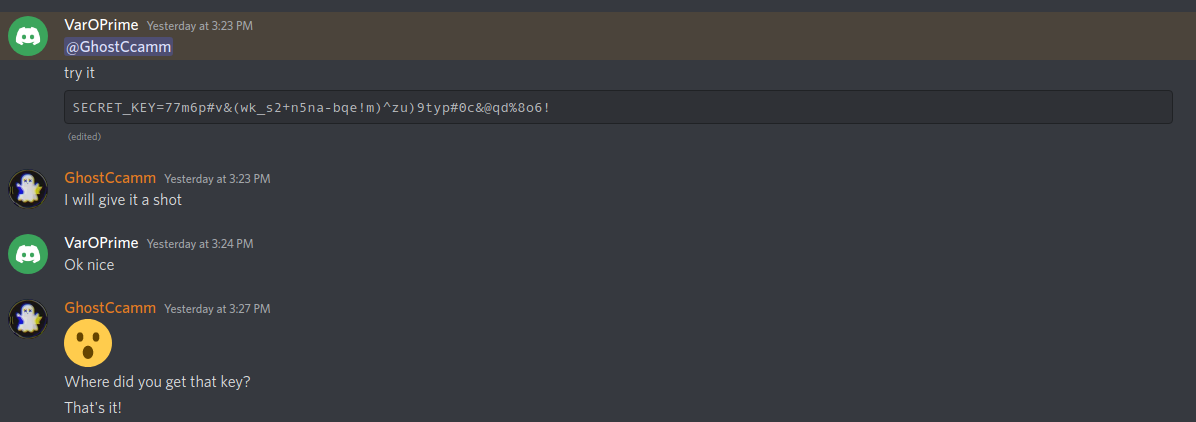 VarOPrime Yesterday at 3:23 PM
@GhostCcamm
try it
SECRET_KEY=77m6p#v&(wk_s2+n5na-bqe!m)^zu)9typ#0c&@qd%8o6!
(edited)
GhostCcamm Yesterday at 3:23 PM
I will give it a shot
VarOPrime Yesterday at 3:24 PM
Ok nice
GhostCcamm Yesterday at 3:27 PM
Where did you get that key?
That's it!